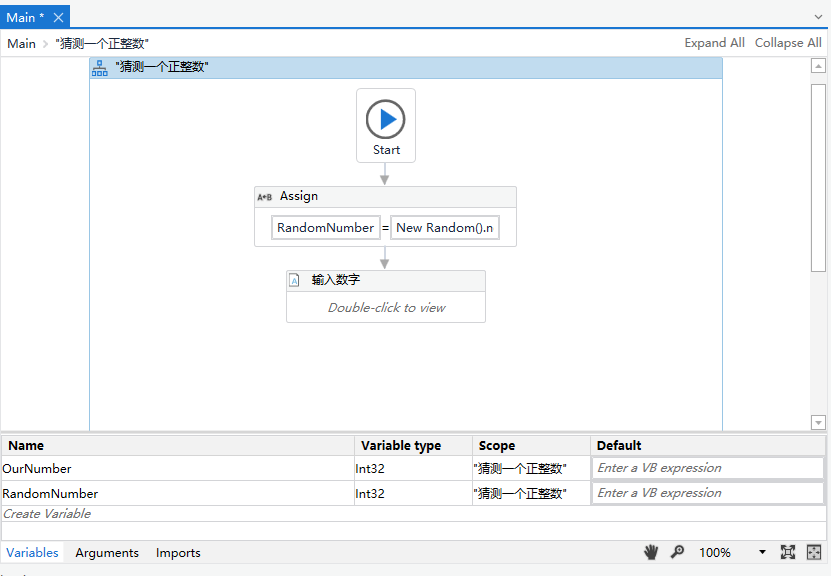 Main *
Main > "猜测一个正整数" Expand All Collapse All
"猜测一个正整数"
Start
A+B Assign
RandomNumber = New Random().n
A 输入数字
Double-click to view
Name Variable type Scope Default
OurNumber Int32 "猜测一个正整数" Enter a VB expression
RandomNumber Int32 "猜测一个正整数" Enter a VB expression
Create Variable
Variables Arguments Imports 100%